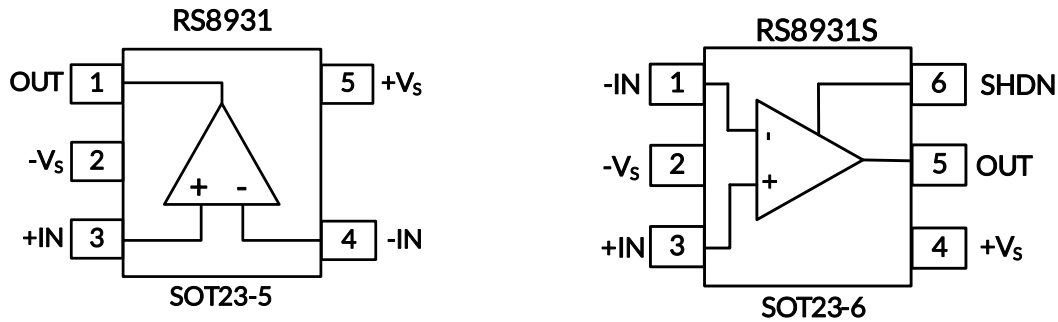 RS8931
OUT 1 5 +Vs
-Vs 2
+ -
+IN 3 4 -IN
SOT23-5
RS8931S
-IN 1 6 SHDN
-
-Vs 2 5 OUT
+
+IN 3 4 +Vs
SOT23-6